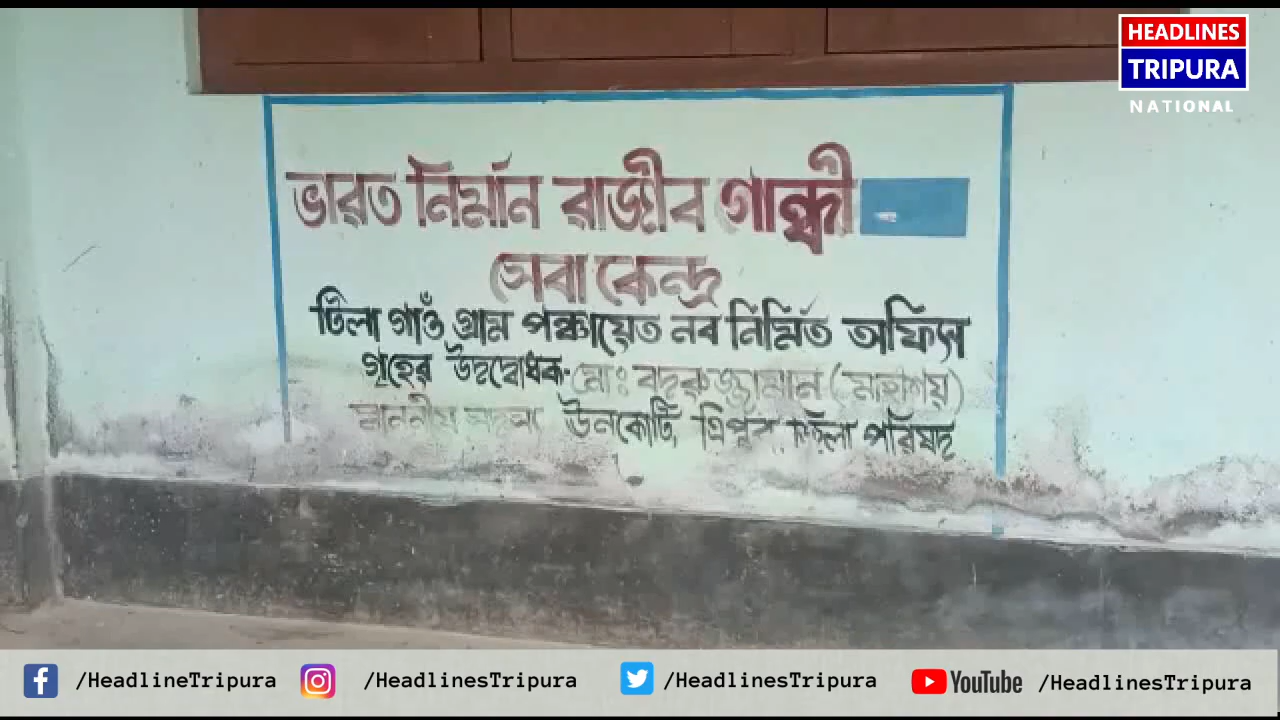 HEADLINES
TRIPURA
NATIONAL
ভারত নির্মান রাজীব গান্ধী
সেবা কেন্দ্র
টিলা গাঁও গ্রাম পঞ্চায়েত নব নির্মিত অফিস
গৃহের উদ্বোধক-মোঃ বদরুজ্জামান (মহাশয়)
মাননীয় সদস্য ঊনকোটি ত্রিপুরা জিলা পরিষদ
/HeadlineTripura /HeadlinesTripura /HeadlinesTripura YouTube /HeadlinesTripura